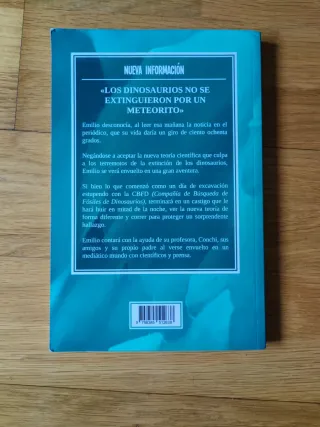 NUEVA INFORMACIÓN
«LOS DINOSAURIOS NO SE
EXTINGUIERON POR UN
METEORITO»
Emilio desconocía, al leer esa mañana la noticia en el
periódico, que su vida daría un giro de ciento ochenta
grados.
Negándose a aceptar la nueva teoría científica que culpa
a los terremotos de la extinción de los dinosaurios,
Emilio se verá envuelto en una gran aventura.
Si bien lo que comenzó como un día de excavación
estupendo con la CBFD (Compañía de Búsqueda de
Fósiles de Dinosaurios), terminará en un castigo que le
hará huir en mitad de la noche, ver la nueva teoría de
forma diferente y correr para proteger un sorprendente
hallazgo.
Emilio contará con la ayuda de su profesora, Conchi, sus
amigos y su propio padre al verse envuelto en un
mediático mundo con científicos y prensa.